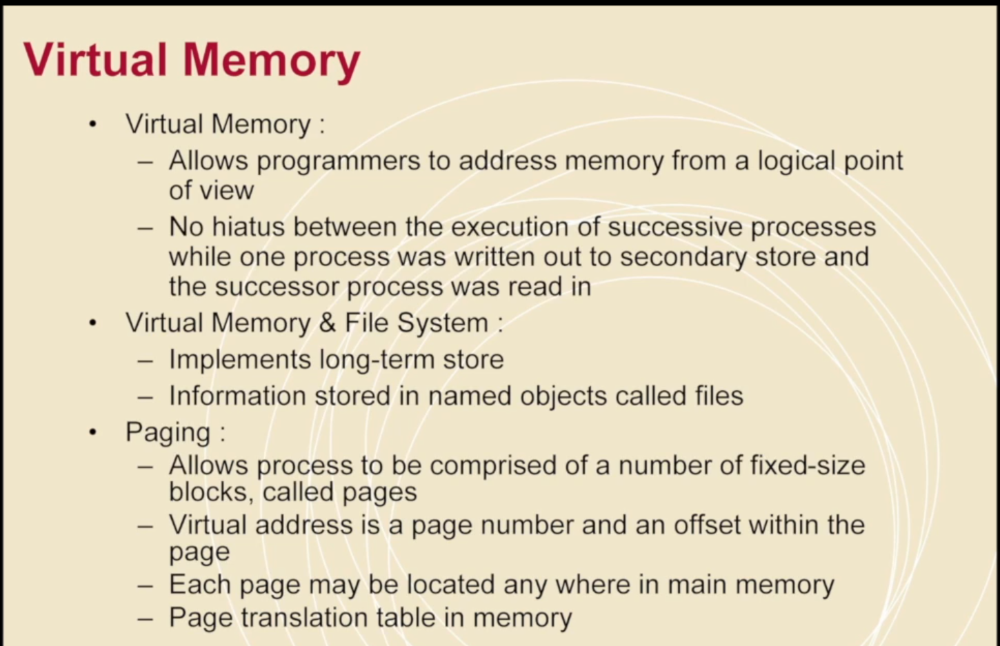 Virtual Memory
• Virtual Memory :
– Allows programmers to address memory from a logical point
of view
– No hiatus between the execution of successive processes
while one process was written out to secondary store and
the successor process was read in
• Virtual Memory & File System :
– Implements long-term store
– Information stored in named objects called files
• Paging :
– Allows process to be comprised of a number of fixed-size
blocks, called pages
– Virtual address is a page number and an offset within the
page
– Each page may be located any where in main memory
– Page translation table in memory